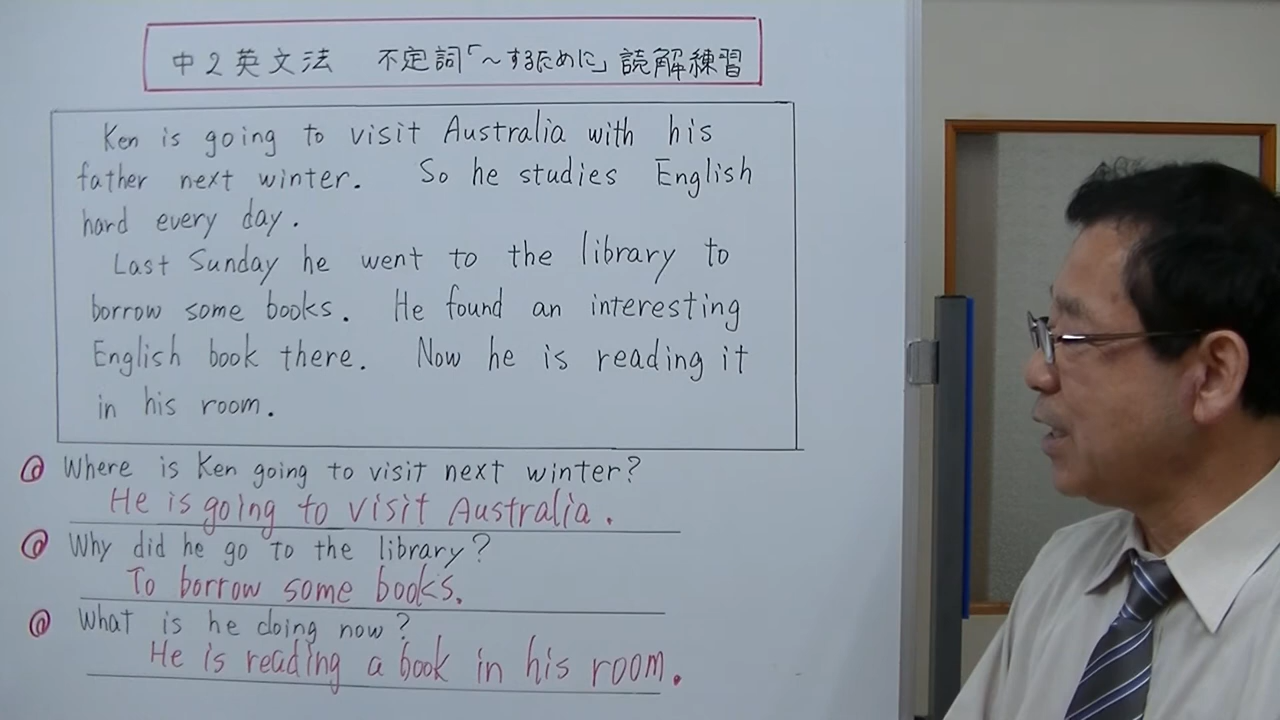 中2英文法 不定詞「～するために」読解練習
Ken is going to visit Australia with his
father next winter. So he studies English
hard every day.
Last Sunday he went to the library to
borrow some books. He found an interesting
English book there. Now he is reading it
in his room.
Q Where is Ken going to visit next winter?
He is going to visit Australia.
Q Why did he go to the library?
To borrow some books.
Q What is he doing now?
He is reading a book in his room.